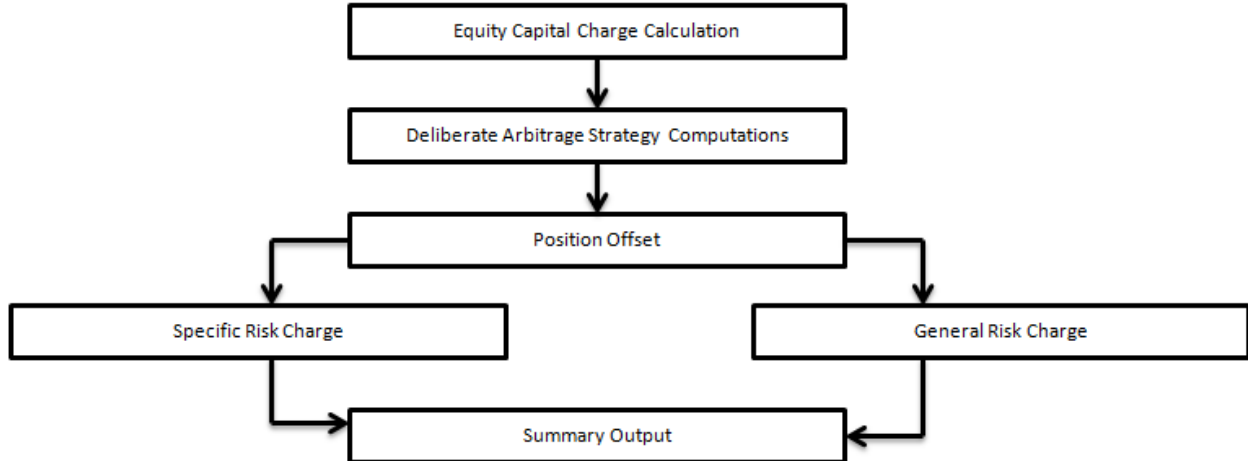 Equity Capital Charge Calculation
Deliberate Arbitrage Strategy Computations
Position Offset
Specific Risk Charge
General Risk Charge
Summary Output